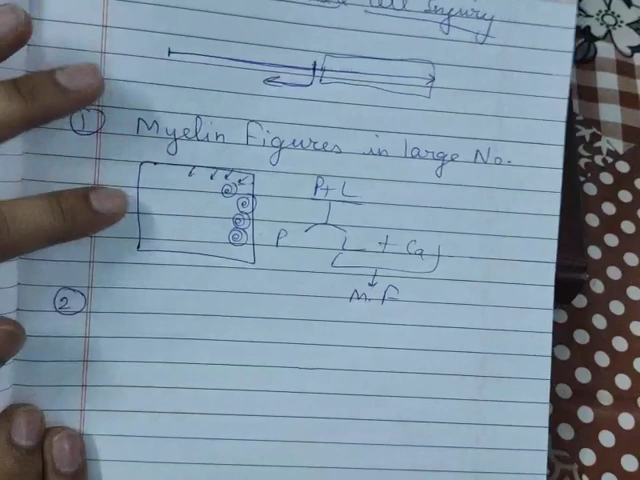 Cell Injury
① Myelin Figures in large No.
P+L
P L + Ca
M.F
②